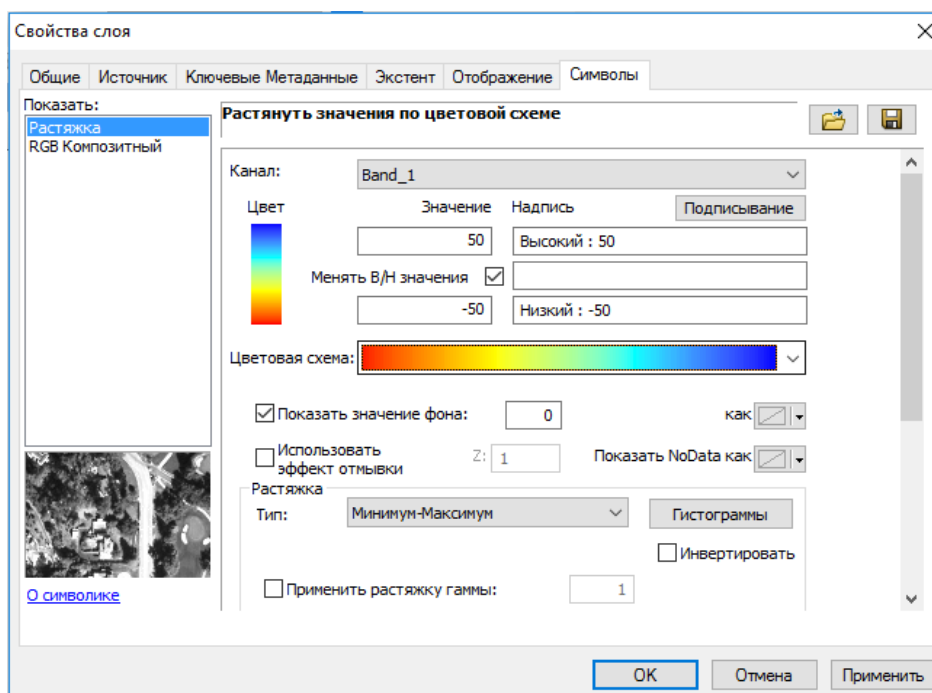 Свойства слоя
Общие Источник Ключевые Метаданные Экстент Отображение Символы
Показать:
Растяжка
RGB Композитный
Растянуть значения по цветовой схеме
Канал: Band_1
Цвет Значение Надпись Подписывание
50 Высокий : 50
Менять В/Н значения
-50 Низкий : -50
Цветовая схема:
Показать значение фона: 0 как
Использовать эффект отмывки Z: 1 Показать NoData как
Растяжка
Тип: Минимум-Максимум Гистограммы
Инвертировать
Применить растяжку гаммы: 1
О символике
OK Отмена Применить